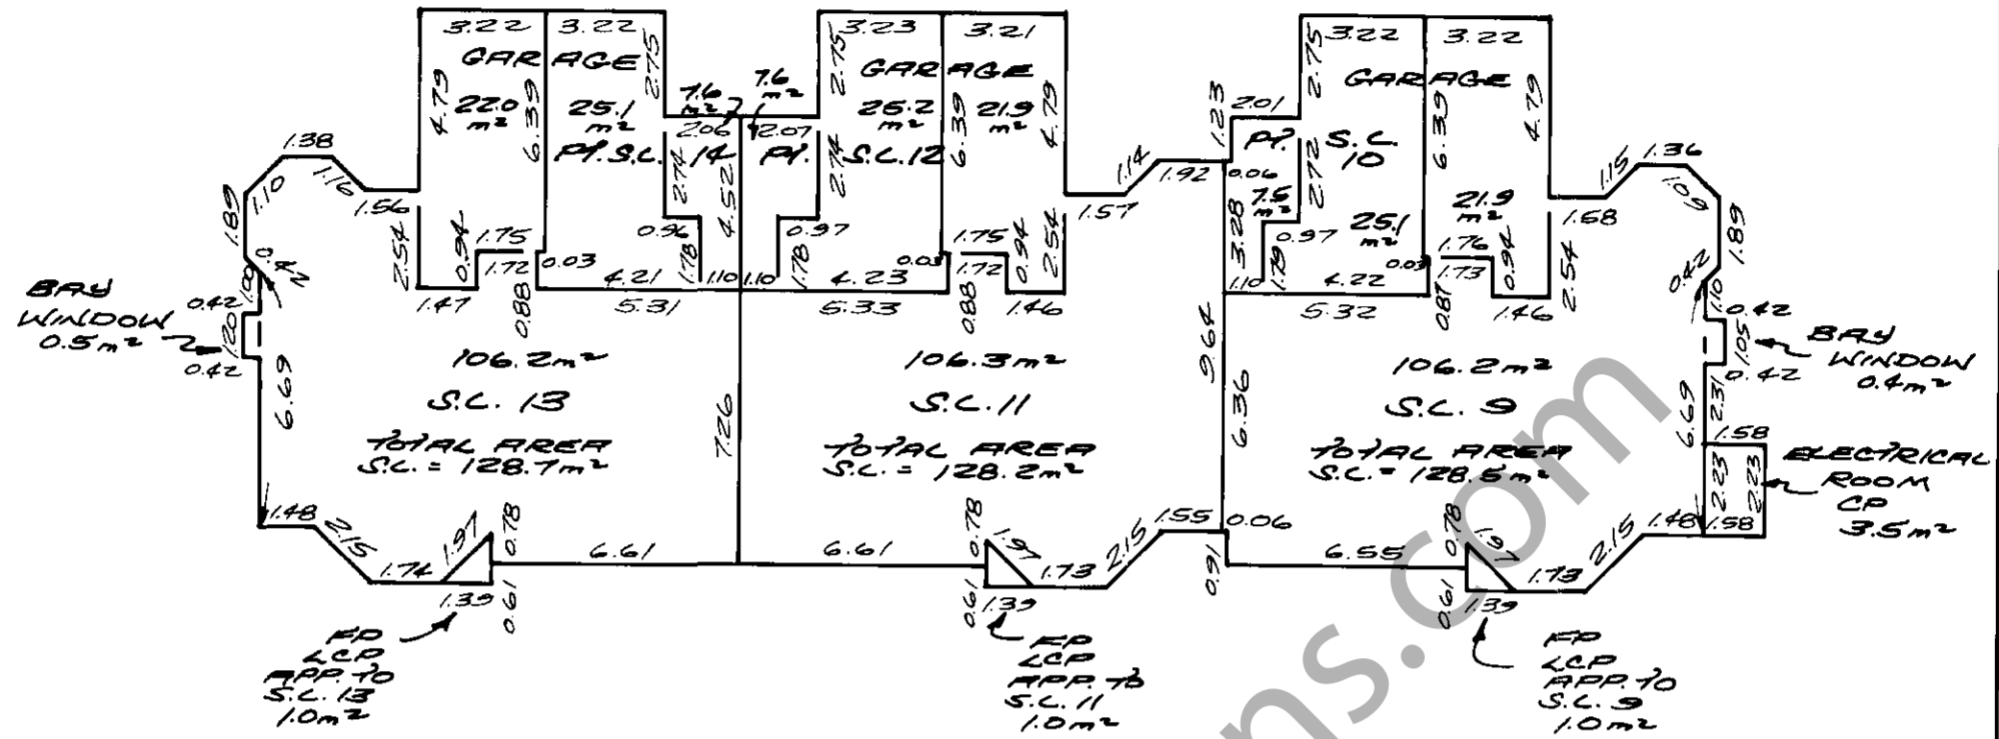 3.22 3.22
GARAGE
4.79
22.0
m²
6.39
25.1
m²
2.75
7.6
m²
7.6
m²
2.06
2.07
PT. S.L. 14
PT. S.L. 12
2.75
3.23 3.21
GARAGE
25.2
m²
21.9
m²
6.39
4.79
2.74
4.52
2.74
1.38
1.10
1.16
1.56
1.89
0.42
1.09
2.54
0.94
1.75
1.72
0.03
0.88
1.47
0.96
1.78
4.21
1.10
1.10
5.31
0.97
1.78
4.23
5.33
0.03
1.75
1.72
0.88
0.94
2.54
1.46
1.57
1.14
1.92
1.23
2.01
0.06
3.22 3.22
GARAGE
2.75
PT. S.L.
10
6.39
4.79
2.72
7.5
m²
3.28
0.97
1.79
1.10
25.1
m²
21.9
m²
0.03
1.76
1.73
0.87
0.94
2.54
1.46
4.22
5.32
1.58
1.15
1.36
1.09
1.89
0.42
1.10
BAY
WINDOW
0.5m²
0.42
1.20
0.42
6.69
106.2m²
S.L. 13
TOTAL AREA
S.L. = 128.7m²
7.26
106.3m²
S.L. 11
TOTAL AREA
S.L. = 128.2m²
9.64
6.36
106.2m²
S.L. 9
TOTAL AREA
S.L. = 128.5m²
0.42
1.05
0.42
BAY
WINDOW
0.4m²
6.69
2.31
1.58
2.23
2.23
1.58
ELECTRICAL
ROOM
CP
3.5m²
1.48
2.15
1.74
1.97
0.78
1.39
0.61
6.61
6.61
0.78
1.97
0.61
1.39
1.73
2.15
1.55
0.06
0.91
6.55
0.78
0.61
1.39
1.73
2.15
1.48
FP
LCP
APP. TO
S.L. 13
1.0m²
FP
LCP
APP. TO
S.L. 11
1.0m²
FP
LCP
APP. TO
S.L. 9
1.0m²
ns.com